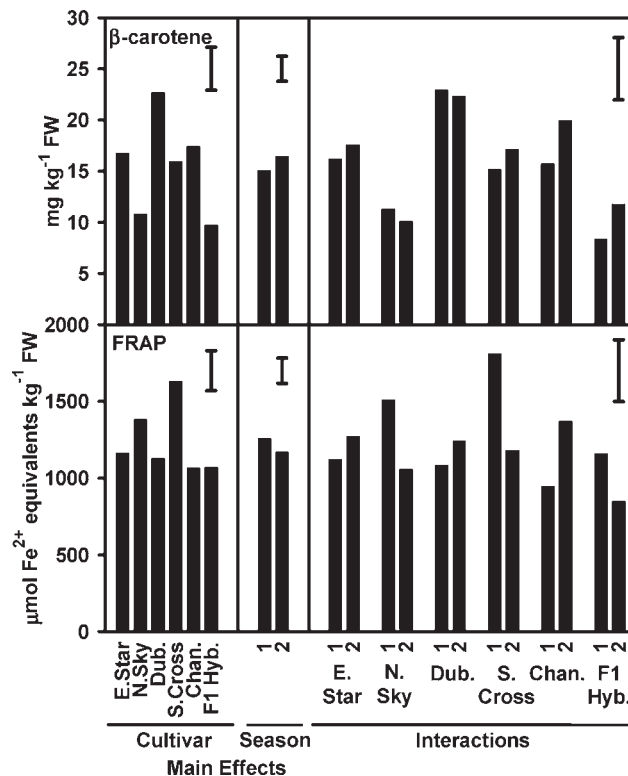 30
β-carotene
25
20
15
10
5
mg kg⁻¹ FW
2000
FRAP
1500
1000
500
0
μmol Fe²⁺ equivalents kg⁻¹ FW
E.Star
N.Sky
Dub.
S.Cross
Chan.
F1 Hyb.
1 2
1 2 1 2 1 2 1 2 1 2 1 2
E. N. Dub. S. Chan. F1
Star Sky Cross Hyb.
Cultivar Season Interactions
Main Effects